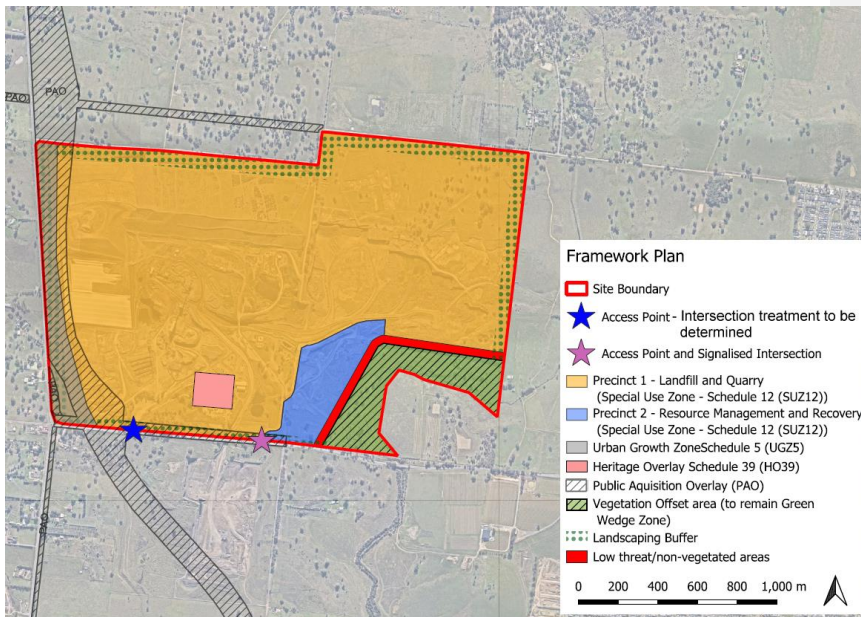 PAO
PAO
PAO
Framework Plan
Site Boundary
Access Point - Intersection treatment to be
determined
Access Point and Signalised Intersection
Precinct 1 - Landfill and Quarry
(Special Use Zone - Schedule 12 (SUZ12))
Precinct 2 - Resource Management and Recovery
(Special Use Zone - Schedule 12 (SUZ12))
Urban Growth ZoneSchedule 5 (UGZ5)
Heritage Overlay Schedule 39 (HO39)
Public Aquisition Overlay (PAO)
Vegetation Offset area (to remain Green
Wedge Zone)
Landscaping Buffer
Low threat/non-vegetated areas
0 200 400 600 800 1,000 m